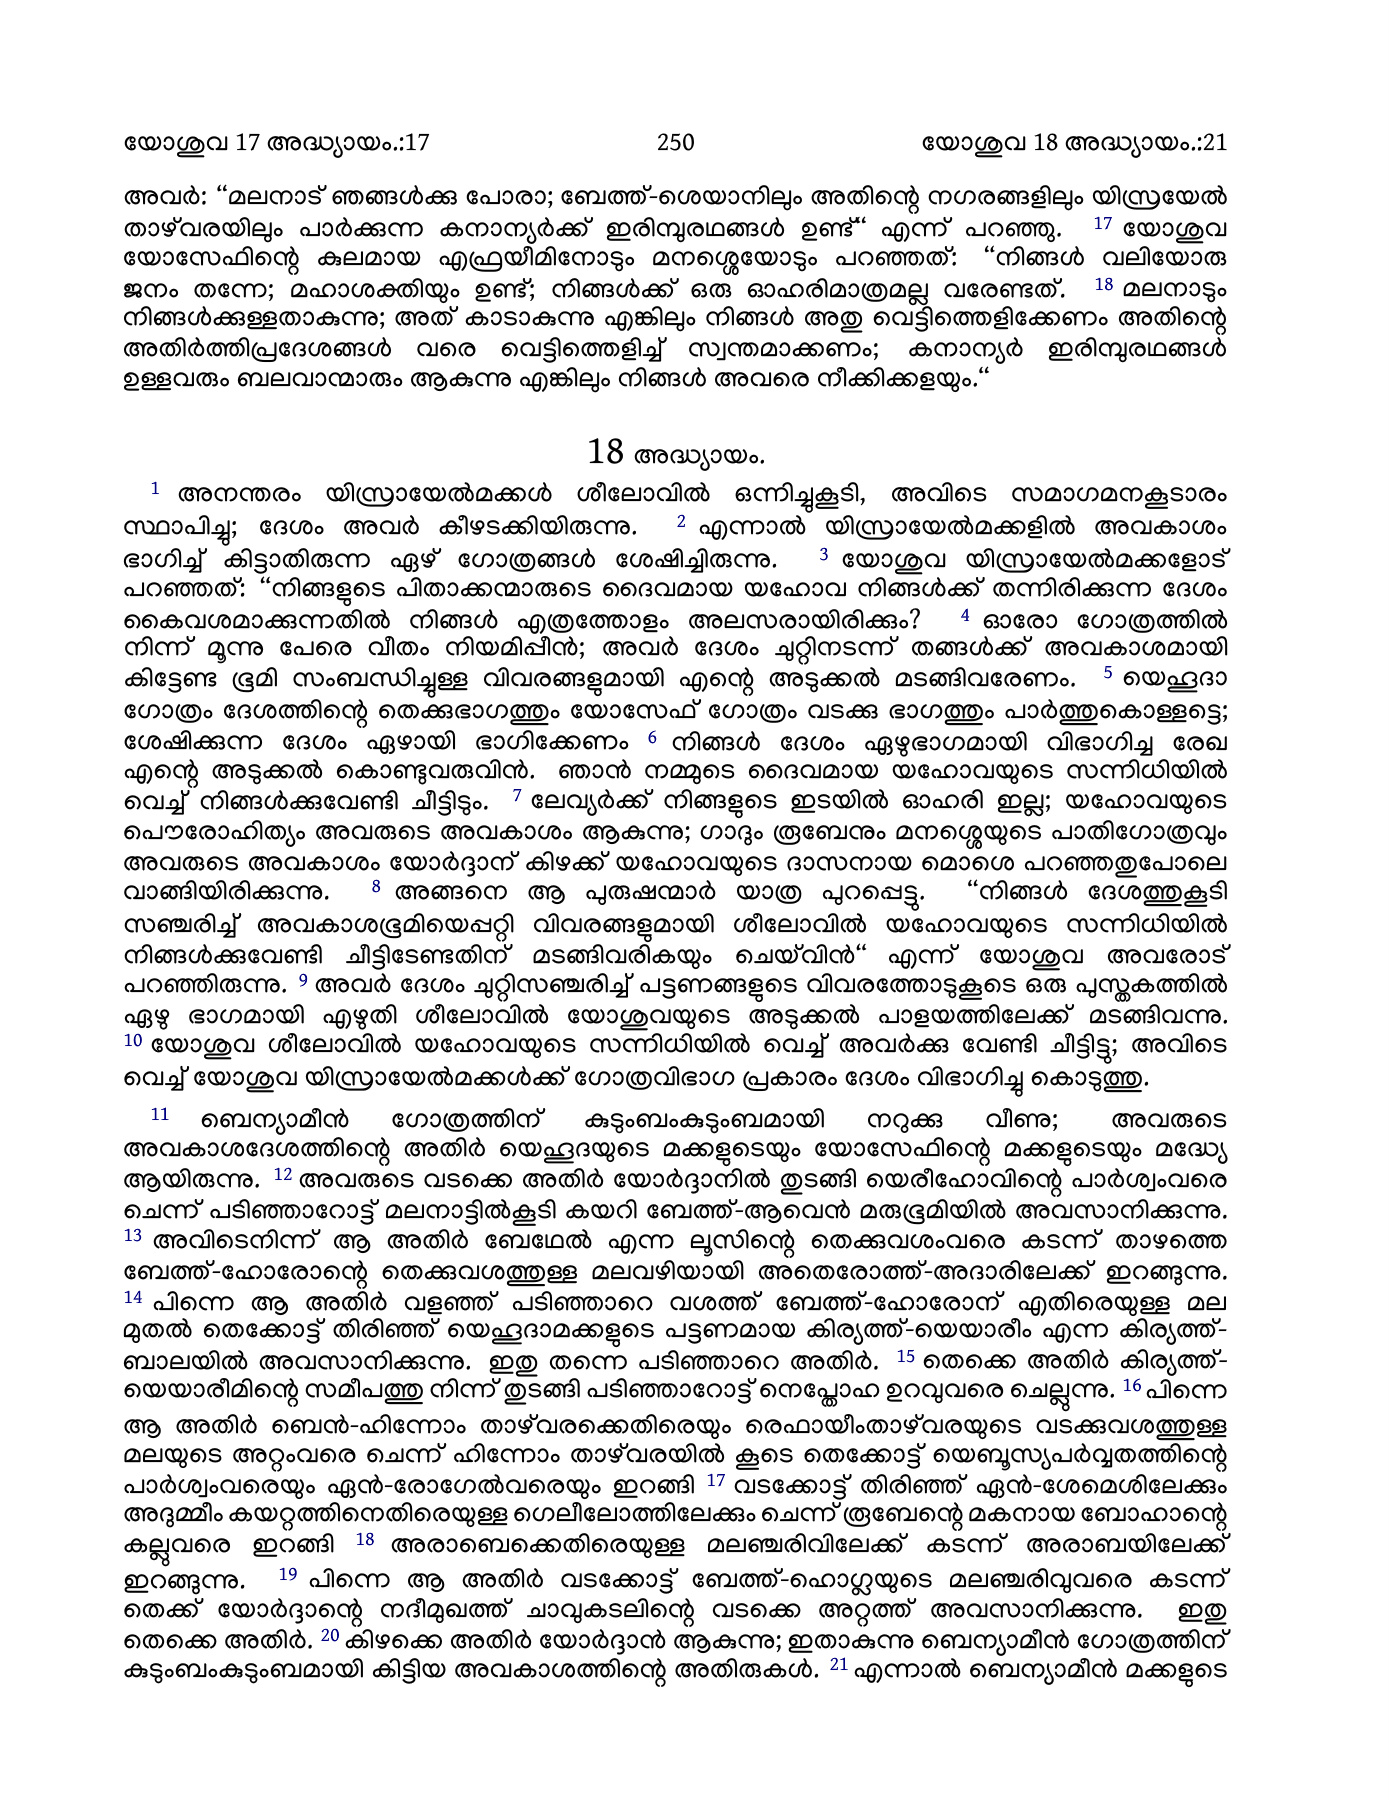 യോശുവ 17 അദ്ധ്യായം.:17 250 യോശുവ 18 അദ്ധ്യായം.:21
അവർ: “മലനാട് ഞങ്ങൾക്കു പോരാ; ബേത്ത്-ശെയാനിലും അതിന്റെ നഗരങ്ങളിലും യിസ്രയേൽ
താഴ്‌വരയിലും പാർക്കുന്ന കനാന്യർക്ക് ഇരിമ്പുരഥങ്ങൾ ഉണ്ട്“ എന്ന് പറഞ്ഞു. 17 യോശുവ
യോസേഫിന്റെ കുലമായ എഫ്രയീമിനോടും മനശ്ശെയോടും പറഞ്ഞത്: “നിങ്ങൾ വലിയോരു
ജനം തന്നേ; മഹാശക്തിയും ഉണ്ട്; നിങ്ങൾക്ക് ഒരു ഓഹരിമാത്രമല്ല വരേണ്ടത്. 18 മലനാടും
നിങ്ങൾക്കുള്ളതാകുന്നു; അത് കാടാകുന്നു എങ്കിലും നിങ്ങൾ അതു വെട്ടിത്തെളിക്കേണം അതിന്റെ
അതിർത്തിപ്രദേശങ്ങൾ വരെ വെട്ടിത്തെളിച്ച് സ്വന്തമാക്കണം; കനാന്യർ ഇരിമ്പുരഥങ്ങൾ
ഉള്ളവരും ബലവാന്മാരും ആകുന്നു എങ്കിലും നിങ്ങൾ അവരെ നീക്കിക്കളയും.“
18 അദ്ധ്യായം.
1 അനന്തരം യിസ്രായേൽമക്കൾ ശീലോവിൽ ഒന്നിച്ചുകൂടി, അവിടെ സമാഗമനകൂടാരം
സ്ഥാപിച്ചു; ദേശം അവർ കീഴടക്കിയിരുന്നു. 2 എന്നാൽ യിസ്രായേൽമക്കളിൽ അവകാശം
ഭാഗിച്ച് കിട്ടാതിരുന്ന ഏഴ് ഗോത്രങ്ങൾ ശേഷിച്ചിരുന്നു. 3 യോശുവ യിസ്രായേൽമക്കളോട്
പറഞ്ഞത്: “നിങ്ങളുടെ പിതാക്കന്മാരുടെ ദൈവമായ യഹോവ നിങ്ങൾക്ക് തന്നിരിക്കുന്ന ദേശം
കൈവശമാക്കുന്നതിൽ നിങ്ങൾ എത്രത്തോളം അലസരായിരിക്കും? 4 ഓരോ ഗോത്രത്തിൽ
നിന്ന് മൂന്നു പേരെ വീതം നിയമിപ്പീൻ; അവർ ദേശം ചുറ്റിനടന്ന് തങ്ങൾക്ക് അവകാശമായി
കിട്ടേണ്ട ഭൂമി സംബന്ധിച്ചുള്ള വിവരങ്ങളുമായി എന്റെ അടുക്കൽ മടങ്ങിവരേണം. 5 യെഹൂദാ
ഗോത്രം ദേശത്തിന്റെ തെക്കുഭാഗത്തും യോസേഫ് ഗോത്രം വടക്കു ഭാഗത്തും പാർത്തുകൊള്ളട്ടെ;
ശേഷിക്കുന്ന ദേശം ഏഴായി ഭാഗിക്കേണം 6 നിങ്ങൾ ദേശം ഏഴുഭാഗമായി വിഭാഗിച്ച രേഖ
എന്റെ അടുക്കൽ കൊണ്ടുവരുവിൻ. ഞാൻ നമ്മുടെ ദൈവമായ യഹോവയുടെ സന്നിധിയിൽ
വെച്ച് നിങ്ങൾക്കുവേണ്ടി ചീട്ടിടും. 7 ലേവ്യർക്ക് നിങ്ങളുടെ ഇടയിൽ ഓഹരി ഇല്ല; യഹോവയുടെ
പൌരോഹിത്യം അവരുടെ അവകാശം ആകുന്നു; ഗാദും രൂബേനും മനശ്ശെയുടെ പാതിഗോത്രവും
അവരുടെ അവകാശം യോർദ്ദാന് കിഴക്ക് യഹോവയുടെ ദാസനായ മൊശെ പറഞ്ഞതുപോലെ
വാങ്ങിയിരിക്കുന്നു. 8 അങ്ങനെ ആ പുരുഷന്മാർ യാത്ര പുറപ്പെട്ടു. “നിങ്ങൾ ദേശത്തുകൂടി
സഞ്ചരിച്ച് അവകാശഭൂമിയെപ്പറ്റി വിവരങ്ങളുമായി ശീലോവിൽ യഹോവയുടെ സന്നിധിയിൽ
നിങ്ങൾക്കുവേണ്ടി ചീട്ടിടേണ്ടതിന് മടങ്ങിവരികയും ചെയ്‌വിൻ“ എന്ന് യോശുവ അവരോട്
പറഞ്ഞിരുന്നു. 9 അവർ ദേശം ചുറ്റിസഞ്ചരിച്ച് പട്ടണങ്ങളുടെ വിവരത്തോടുകൂടെ ഒരു പുസ്തകത്തിൽ
ഏഴു ഭാഗമായി എഴുതി ശീലോവിൽ യോശുവയുടെ അടുക്കൽ പാളയത്തിലേക്ക് മടങ്ങിവന്നു.
10 യോശുവ ശീലോവിൽ യഹോവയുടെ സന്നിധിയിൽ വെച്ച് അവർക്കു വേണ്ടി ചീട്ടിട്ടു; അവിടെ
വെച്ച് യോശുവ യിസ്രായേൽമക്കൾക്ക് ഗോത്രവിഭാഗ പ്രകാരം ദേശം വിഭാഗിച്ചു കൊടുത്തു.
11 ബെന്യാമീൻ ഗോത്രത്തിന് കുടുംബംകുടുംബമായി നറുക്കു വീണു; അവരുടെ
അവകാശദേശത്തിന്റെ അതിർ യെഹൂദയുടെ മക്കളുടെയും യോസേഫിന്റെ മക്കളുടെയും മദ്ധ്യേ
ആയിരുന്നു. 12 അവരുടെ വടക്കെ അതിർ യോർദ്ദാനിൽ തുടങ്ങി യെരീഹോവിന്റെ പാർശ്വംവരെ
ചെന്ന് പടിഞ്ഞാറോട്ട് മലനാട്ടിൽകൂടി കയറി ബേത്ത്-ആവെൻ മരുഭൂമിയിൽ അവസാനിക്കുന്നു.
13 അവിടെനിന്ന് ആ അതിർ ബേഥേൽ എന്ന ലൂസിന്റെ തെക്കുവശംവരെ കടന്ന് താഴത്തെ
ബേത്ത്-ഹോരോന്റെ തെക്കുവശത്തുള്ള മലവഴിയായി അതെരോത്ത്-അദാരിലേക്ക് ഇറങ്ങുന്നു.
14 പിന്നെ ആ അതിർ വളഞ്ഞ് പടിഞ്ഞാറെ വശത്ത് ബേത്ത്-ഹോരോന് എതിരെയുള്ള മല
മുതൽ തെക്കോട്ട് തിരിഞ്ഞ് യെഹൂദാമക്കളുടെ പട്ടണമായ കിര്യത്ത്-യെയാരീം എന്ന കിര്യത്ത്-
ബാലയിൽ അവസാനിക്കുന്നു. ഇതു തന്നെ പടിഞ്ഞാറെ അതിർ. 15 തെക്കെ അതിർ കിര്യത്ത്-
യെയാരീമിന്റെ സമീപത്തു നിന്ന് തുടങ്ങി പടിഞ്ഞാറോട്ട് നെപ്തോഹ ഉറവുവരെ ചെല്ലുന്നു. 16 പിന്നെ
ആ അതിർ ബെൻ-ഹിന്നോം താഴ്‌വരക്കെതിരെയും രെഫായീംതാഴ്‌വരയുടെ വടക്കുവശത്തുള്ള
മലയുടെ അറ്റംവരെ ചെന്ന് ഹിന്നോം താഴ്‌വരയിൽ കൂടെ തെക്കോട്ട് യെബൂസ്യപർവ്വതത്തിന്റെ
പാർശ്വംവരെയും ഏൻ-രോഗേൽവരെയും ഇറങ്ങി 17 വടക്കോട്ട് തിരിഞ്ഞ് ഏൻ-ശേമെശിലേക്കും
അദുമ്മീം കയറ്റത്തിനെതിരെയുള്ള ഗെലീലോത്തിലേക്കും ചെന്ന് രൂബേന്റെ മകനായ ബോഹാന്റെ
കല്ലുവരെ ഇറങ്ങി 18 അരാബെക്കെതിരെയുള്ള മലഞ്ചരിവിലേക്ക് കടന്ന് അരാബയിലേക്ക്
ഇറങ്ങുന്നു. 19 പിന്നെ ആ അതിർ വടക്കോട്ട് ബേത്ത്-ഹൊഗ്ലയുടെ മലഞ്ചരിവുവരെ കടന്ന്
തെക്ക് യോർദ്ദാന്റെ നദീമുഖത്ത് ചാവുകടലിന്റെ വടക്കെ അറ്റത്ത് അവസാനിക്കുന്നു. ഇതു
തെക്കെ അതിർ. 20 കിഴക്കെ അതിർ യോർദ്ദാൻ ആകുന്നു; ഇതാകുന്നു ബെന്യാമീൻ ഗോത്രത്തിന്
കുടുംബംകുടുംബമായി കിട്ടിയ അവകാശത്തിന്റെ അതിരുകൾ. 21 എന്നാൽ ബെന്യാമീൻ മക്കളുടെ